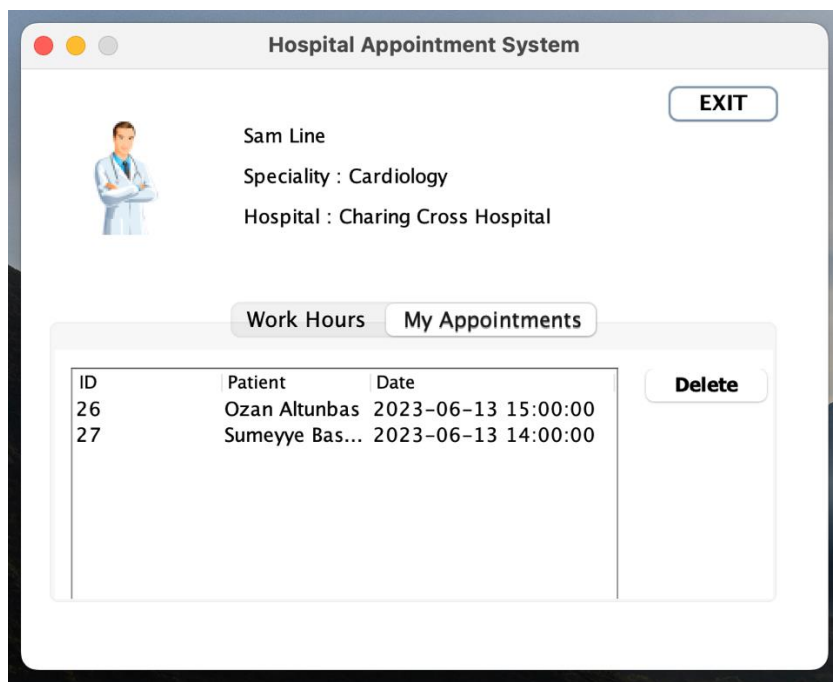 Hospital Appointment System
EXIT
Sam Line
Speciality : Cardiology
Hospital : Charing Cross Hospital
Work Hours My Appointments
ID Patient Date
Delete
26 Ozan Altunbas 2023-06-13 15:00:00
27 Sumeyye Bas... 2023-06-13 14:00:00